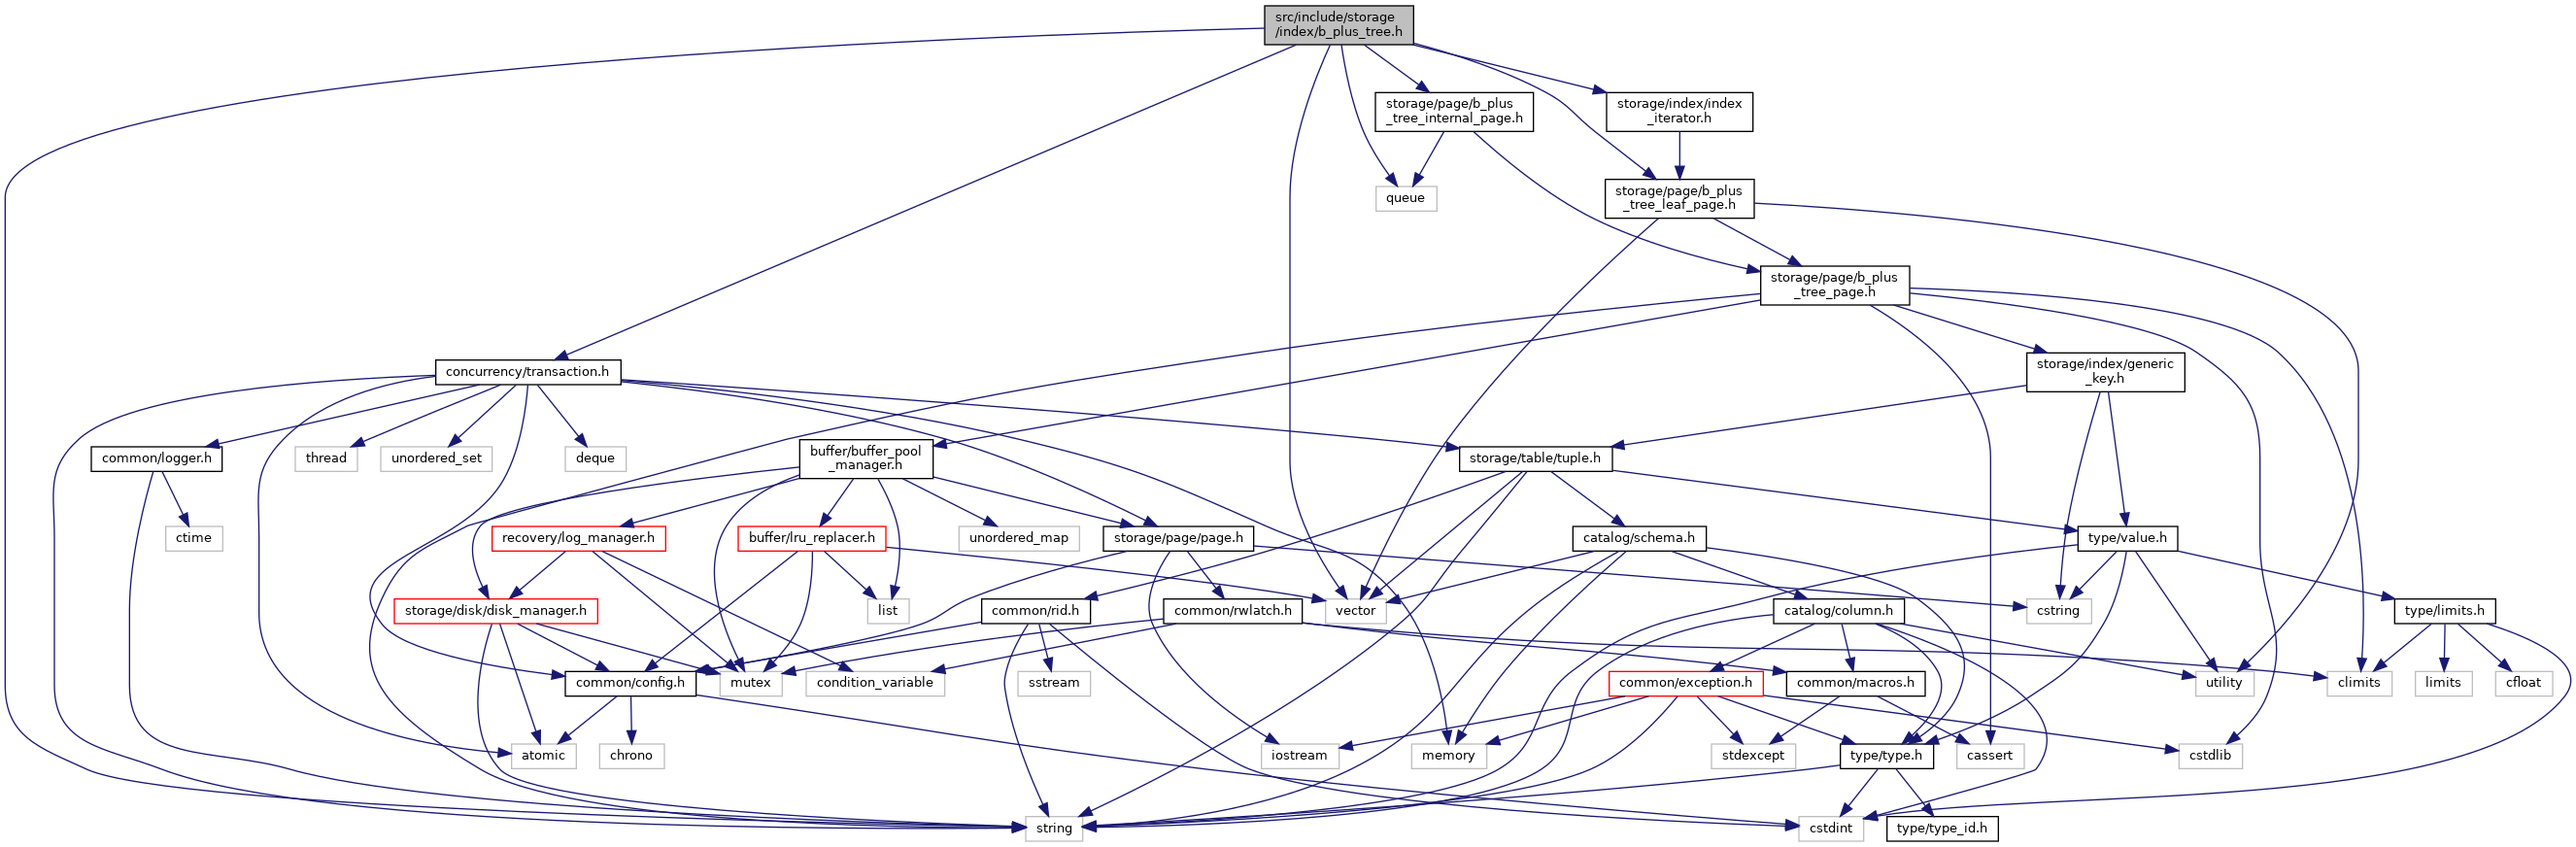 src/include/storage
/index/b_plus_tree.h
storage/page/b_plus
_tree_internal_page.h
storage/index/index
_iterator.h
queue
storage/page/b_plus
_tree_leaf_page.h
storage/page/b_plus
_tree_page.h
concurrency/transaction.h
storage/index/generic
_key.h
common/logger.h
thread
unordered_set
deque
buffer/buffer_pool
_manager.h
storage/table/tuple.h
ctime
recovery/log_manager.h
buffer/lru_replacer.h
unordered_map
storage/page/page.h
catalog/schema.h
type/value.h
storage/disk/disk_manager.h
list
common/rid.h
common/rwlatch.h
vector
catalog/column.h
cstring
type/limits.h
common/config.h
mutex
condition_variable
sstream
common/exception.h
common/macros.h
utility
climits
limits
cfloat
atomic
chrono
iostream
memory
stdexcept
type/type.h
cassert
cstdlib
string
cstdint
type/type_id.h